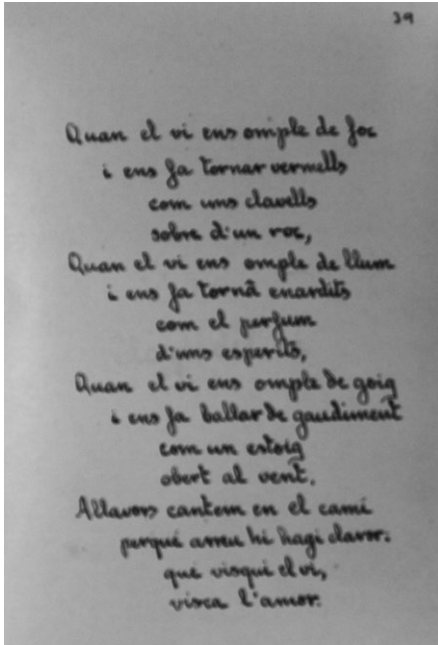 39
Quan el vi ens omple de foc
i ens fa tornar vermells
com uns clavells
sobre d'un roc,
Quan el vi ens omple de llum
i ens fa tornã enardits
com el perfum
d'uns esperits,
Quan el vi ens omple de goig
i ens fa ballar de gaudiment
com un estoig
obert al vent.
Allavors cantem en el camí
perquè arreu hi hagi claror:
què visqui el vi,
visca l'amor.